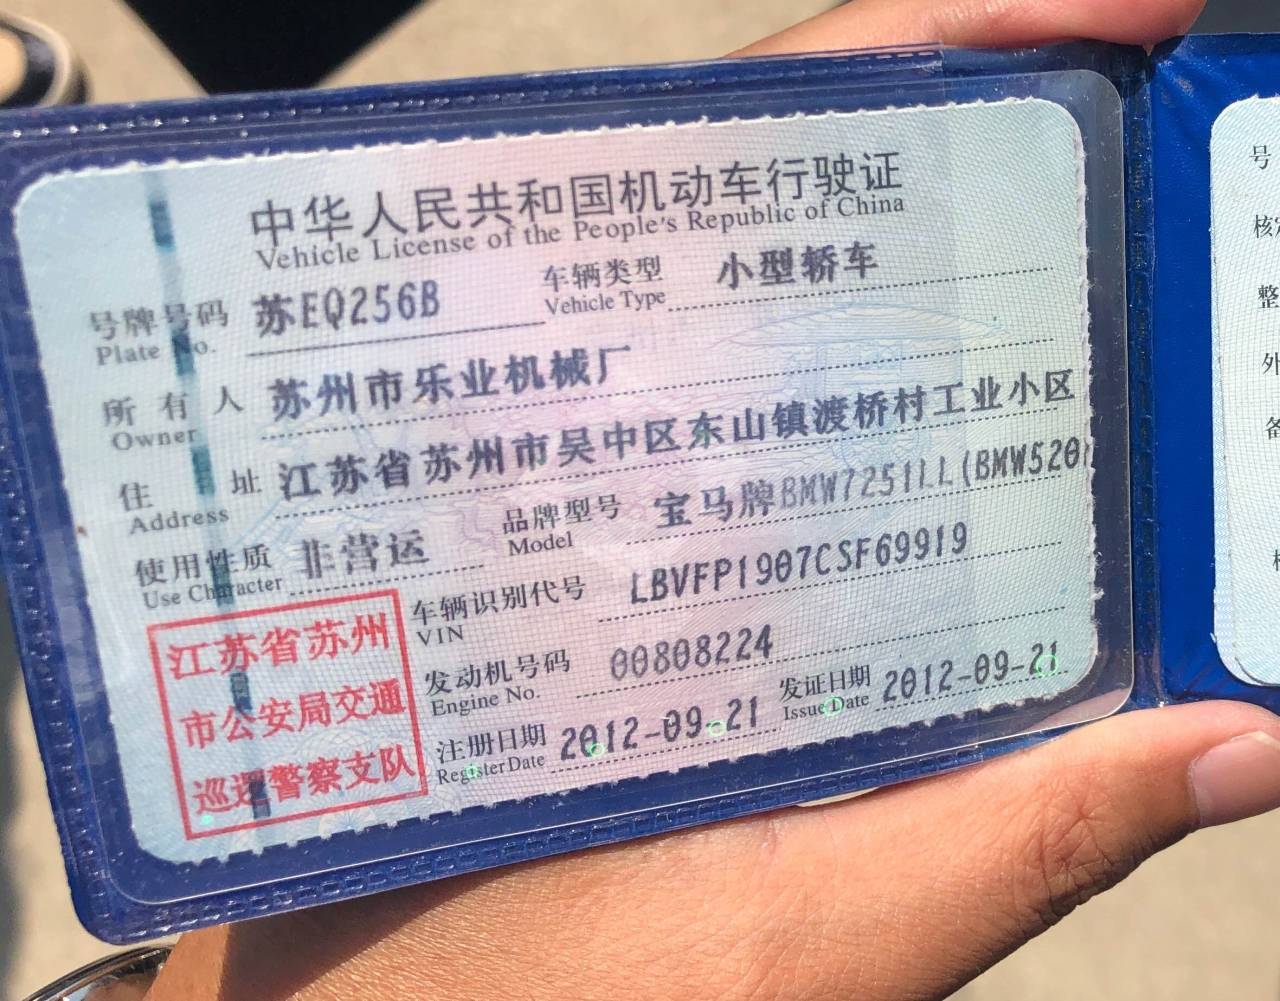 中华人民共和国机动车行驶证
Vehicle License of the People's Republic of China
号牌号码 苏EQ256B 车辆类型 小型轿车
Plate No. Vehicle Type
所有人 苏州市乐业机械厂
Owner
住址 江苏省苏州市吴中区东山镇渡桥村工业小区
Address
使用性质 非营运 品牌型号 宝马牌BMW7251LL(BMW520
Use Character Model
车辆识别代号 LBVFP1907CSF69919
VIN
发动机号码 00808224
Engine No.
注册日期 2012-09-21 发证日期 2012-09-21
Register Date Issue Date
江苏省苏州
市公安局交通
巡逻警察支队
号
核定
整
外
备